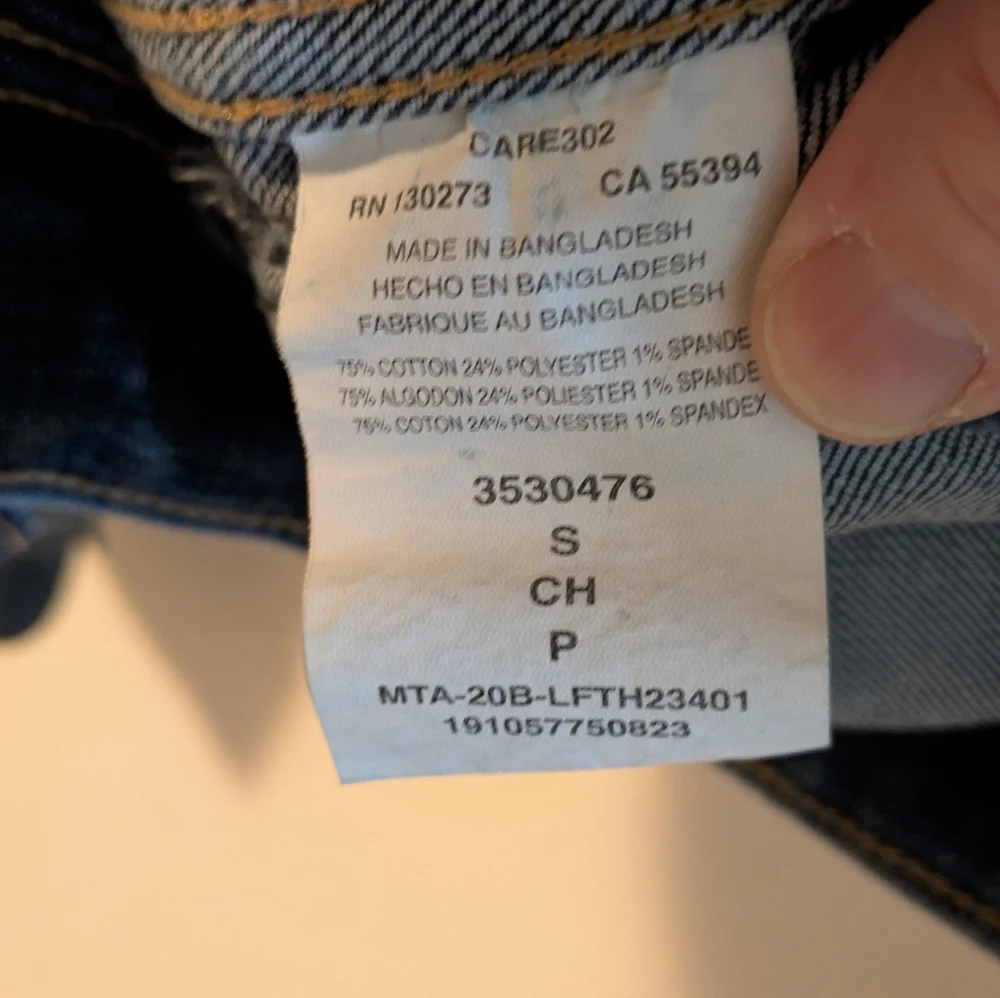 CARE302
RN 130273 CA 55394
MADE IN BANGLADESH
HECHO EN BANGLADESH
FABRIQUE AU BANGLADESH
75% COTTON 24% POLYESTER 1% SPANDE
75% ALGODON 24% POLIESTER 1% SPANDE
75% COTON 24% POLYESTER 1% SPANDEX
3530476
S
CH
P
MTA-20B-LFTH23401
191057750823